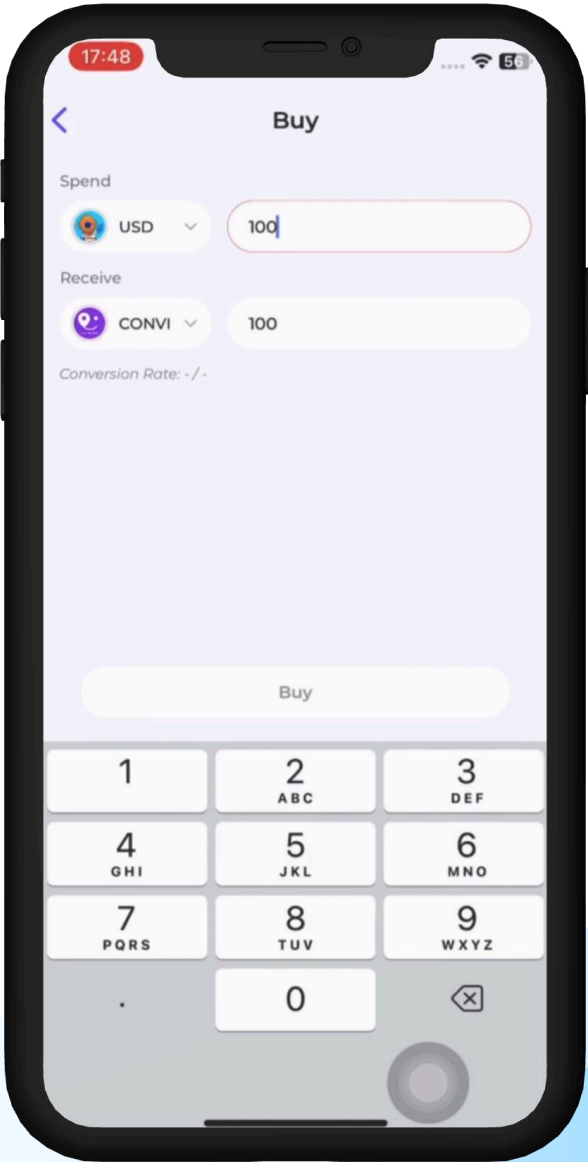 17:48
56
Buy
Spend
USD
100
Receive
CONVI
100
Conversion Rate: - / -
Buy
1
2
ABC
3
DEF
4
GHI
5
JKL
6
MNO
7
PQRS
8
TUV
9
WXYZ
.
0